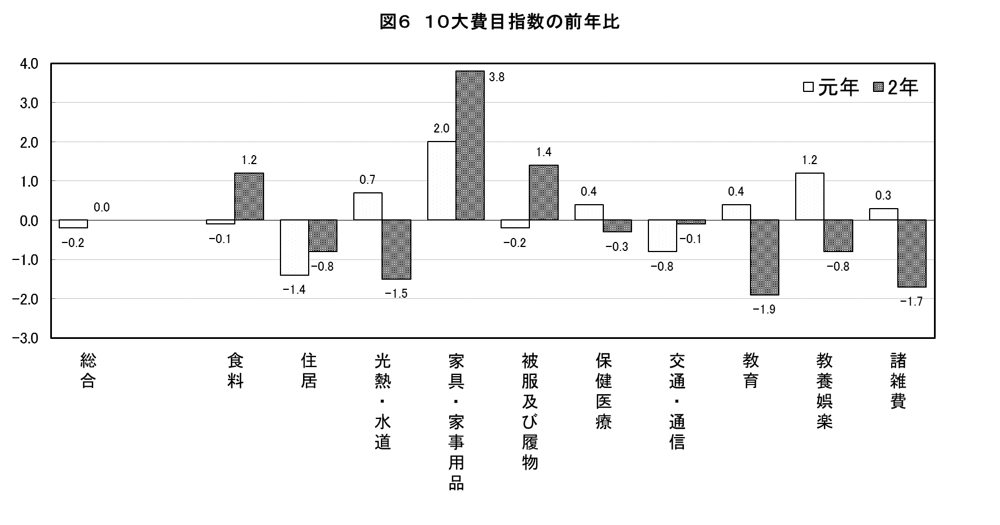 図６　１０大費目指数の前年比
元年 2年
4.0
3.0
2.0
1.0
0.0
-1.0
-2.0
-3.0
-0.2 0.0
-0.1 1.2
-1.4 -0.8
0.7 -1.5
2.0 3.8
-0.2 1.4
0.4 -0.3
-0.8 -0.1
0.4 -1.9
1.2 -0.8
0.3 -1.7
総合
食料
住居
光熱・水道
家具・家事用品
被服及び履物
保健医療
交通・通信
教育
教養娯楽
諸雑費